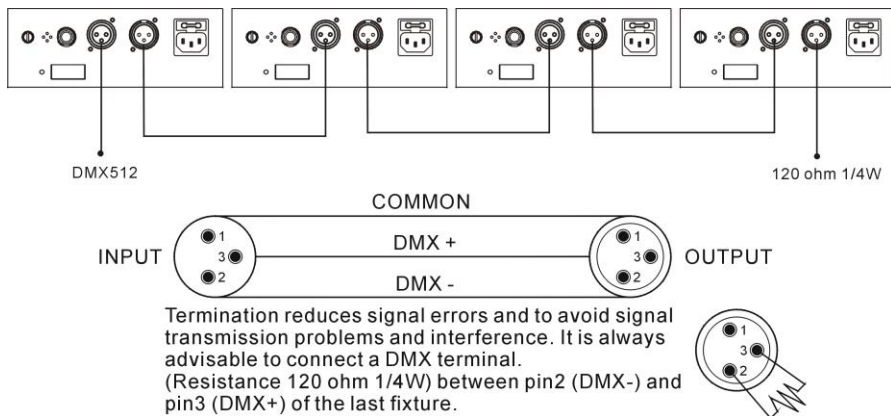 DMX512
120 ohm 1/4W
COMMON
INPUT
1
DMX +
3
2
DMX -
1
3
2
OUTPUT
Termination reduces signal errors and to avoid signal
transmission problems and interference. It is always
advisable to connect a DMX terminal.
(Resistance 120 ohm 1/4W) between pin2 (DMX-) and
pin3 (DMX+) of the last fixture.
1
3
2